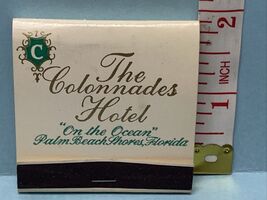 C
The
Colonnades
Hotel
"On the Ocean"
Palm Beach Shores, Florida
1
INCH
2